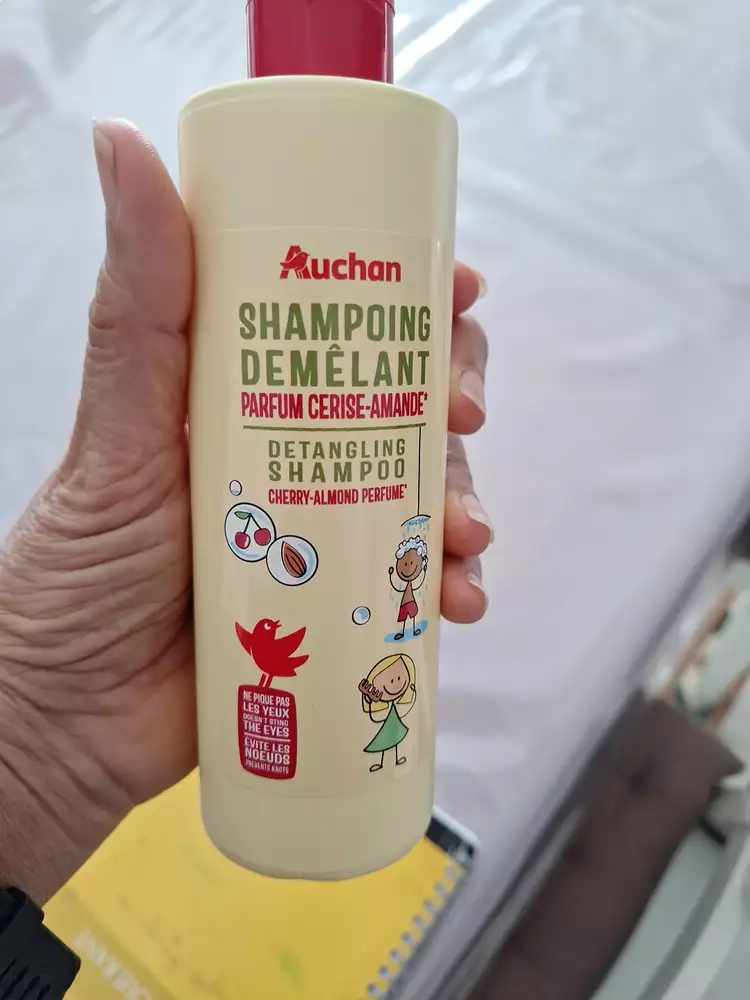 Auchan
SHAMPOING
DEMÊLANT
PARFUM CERISE-AMANDE*
DETANGLING
SHAMPOO
CHERRY-ALMOND PERFUME*
NE PIQUE PAS
LES YEUX
DOESN'T STING
THE EYES
ÉVITE LES
NOEUDS
PREVENTS KNOTS